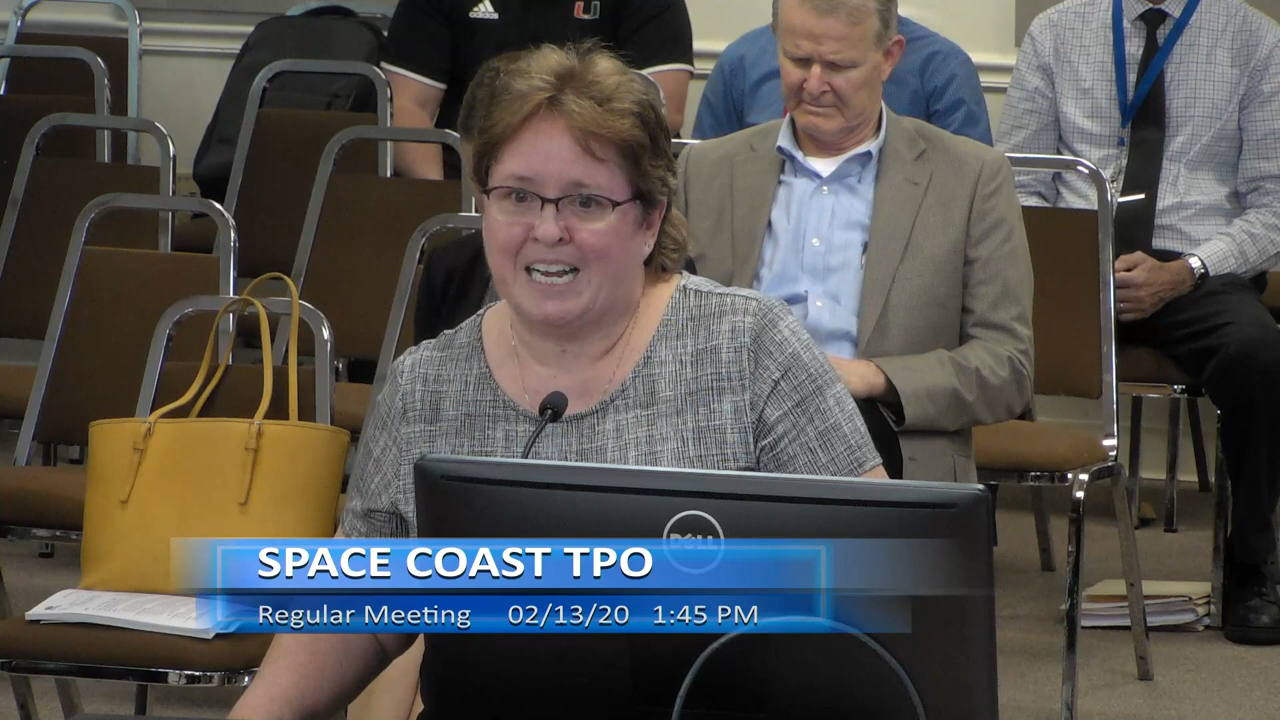 adidas
U
DELL
SPACE COAST TPO
Regular Meeting 02/13/20 1:45 PM